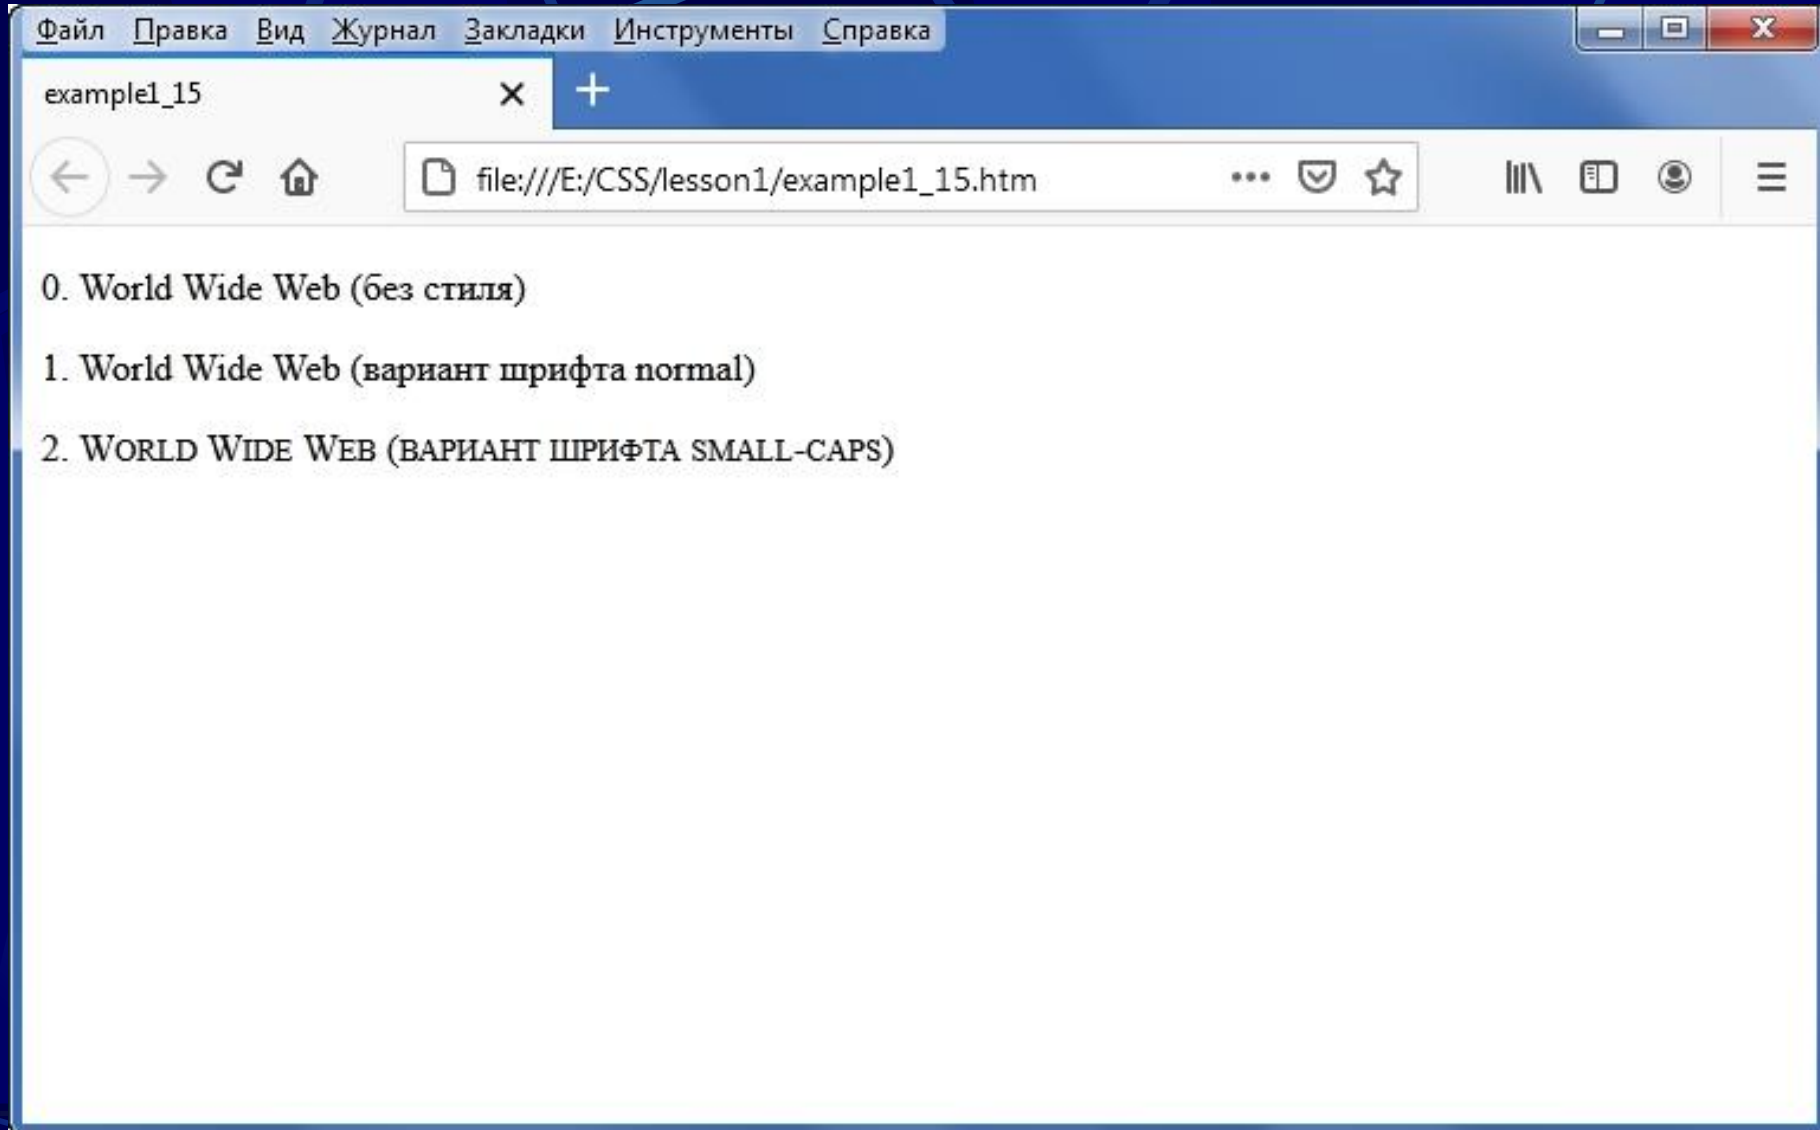 Файл Правка Вид Журнал Закладки Инструменты Справка
example1_15
file:///E:/CSS/lesson1/example1_15.htm
0. World Wide Web (без стиля)
1. World Wide Web (вариант шрифта normal)
2. WORLD WIDE WEB (ВАРИАНТ ШРИФТА SMALL-CAPS)